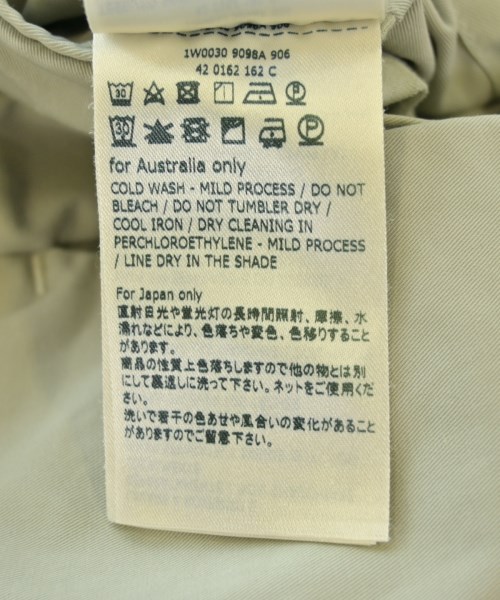 1W0030 9098A 906
42 0162 162 C
30
P
30
P
for Australia only
COLD WASH - MILD PROCESS / DO NOT
BLEACH / DO NOT TUMBLER DRY /
COOL IRON / DRY CLEANING IN
PERCHLOROETHYLENE - MILD PROCESS
/ LINE DRY IN THE SHADE
For Japan only
直射日光や蛍光灯の長時間照射、摩擦、水
濡れなどにより、色落ちや変色、色移りすること
があります。
商品の性質上色落ちしますので他の物とは別
にして裏返しに洗って下さい。ネットをご使用くだ
さい。
洗いで若干の色あせや風合いの変化があること
がありますのでご留意下さい。